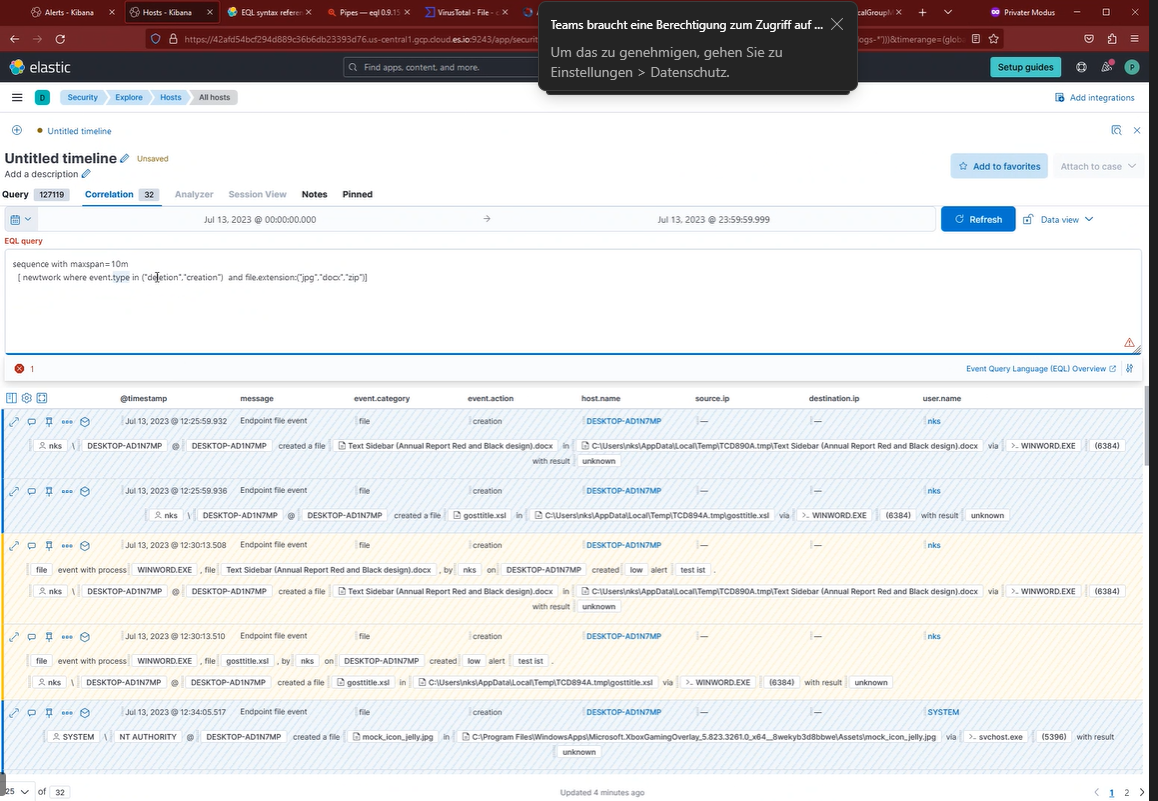 Alerts - Kibana
Hosts - Kibana
EQL syntax refere
Pipes — eql 0.9.15
VirusTotal - File - c
calGroupM
Privater Modus
Teams braucht eine Berechtigung zum Zugriff auf ...
Um das zu genehmigen, gehen Sie zu
Einstellungen > Datenschutz.
https://42afd54bcf294d889c36b6db23393d76.us-central1.gcp.cloud.es.io:9243/app/securit
logs-*')))&timerange=(globa
elastic
Find apps, content, and more.
Setup guides
P
D
Security
Explore
Hosts
All hosts
Add integrations
Untitled timeline
Untitled timeline
Unsaved
Add a description
Add to favorites
Attach to case
Query 127119
Correlation 32
Analyzer
Session View
Notes
Pinned
Jul 13, 2023 @ 00:00:00.000
→
Jul 13, 2023 @ 23:59:59.999
Refresh
Data view
EQL query
sequence with maxspan=10m
[ newtwork where event.type in ("deletion","creation") and file.extension:("jpg","docx","zip")]
1
Event Query Language (EQL) Overview
@timestamp message event.category event.action host.name source.ip destination.ip user.name
Jul 13, 2023 @ 12:25:59.932 Endpoint file event file creation DESKTOP-AD1N7MP — — nks
nks \ DESKTOP-AD1N7MP @ DESKTOP-AD1N7MP created a file Text Sidebar (Annual Report Red and Black design).docx in C:\Users\nks\AppData\Local\Temp\TCD890A.tmp\Text Sidebar (Annual Report Red and Black design).docx via >_ WINWORD.EXE (6384)
with result unknown
Jul 13, 2023 @ 12:25:59.936 Endpoint file event file creation DESKTOP-AD1N7MP — — nks
nks \ DESKTOP-AD1N7MP @ DESKTOP-AD1N7MP created a file gosttitle.xsl in C:\Users\nks\AppData\Local\Temp\TCD894A.tmp\gosttitle.xsl via >_ WINWORD.EXE (6384) with result unknown
Jul 13, 2023 @ 12:30:13.508 Endpoint file event file creation DESKTOP-AD1N7MP — — nks
file event with process WINWORD.EXE , file Text Sidebar (Annual Report Red and Black design).docx , by nks on DESKTOP-AD1N7MP created low alert test ist .
nks \ DESKTOP-AD1N7MP @ DESKTOP-AD1N7MP created a file Text Sidebar (Annual Report Red and Black design).docx in C:\Users\nks\AppData\Local\Temp\TCD890A.tmp\Text Sidebar (Annual Report Red and Black design).docx via >_ WINWORD.EXE (6384)
with result unknown
Jul 13, 2023 @ 12:30:13.510 Endpoint file event file creation DESKTOP-AD1N7MP — — nks
file event with process WINWORD.EXE , file gosttitle.xsl , by nks on DESKTOP-AD1N7MP created low alert test ist .
nks \ DESKTOP-AD1N7MP @ DESKTOP-AD1N7MP created a file gosttitle.xsl in C:\Users\nks\AppData\Local\Temp\TCD894A.tmp\gosttitle.xsl via >_ WINWORD.EXE (6384) with result unknown
Jul 13, 2023 @ 12:34:05.517 Endpoint file event file creation DESKTOP-AD1N7MP — — SYSTEM
SYSTEM \ NT AUTHORITY @ DESKTOP-AD1N7MP created a file mock_icon_jelly.jpg in C:\Program Files\WindowsApps\Microsoft.XboxGamingOverlay_5.823.3261.0_x64__8wekyb3d8bbwe\Assets\mock_icon_jelly.jpg via >_ svchost.exe (5396) with result
unknown
25 of 32
Updated 4 minutes ago
1 2